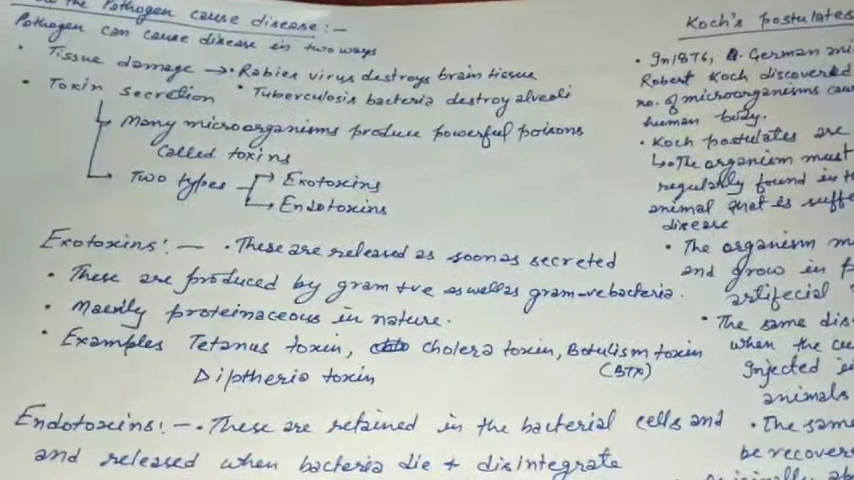 the Pathogen cause disease:-
Pathogen can cause disease in two ways
• Tissue damage → • Rabies virus destroys brain tissue
• Tuberculosis bacteria destroy alveoli
• Toxin secretion
Many microorganisms produce powerful poisons
called toxins
Two types → Exotoxins
→ Endotoxins
Exotoxins:- • These are released as soon as secreted
• These are produced by gram +ve as well as gram -ve bacteria.
• Mainly proteinaceous in nature.
• Examples Tetanus toxin, cholera toxin, Botulism toxin
(BTX)
Diptheria toxin
Endotoxins:- • These are retained in the bacterial cells and
and released when bacteria die + disintegrate
Koch's postulates
• In 1876, a German
Robert Koch discovered
no. of microorganisms
human body.
• Koch postulates are
↳ The organism must
regularly found in
animal that is
disease
• The organism
and grow in
artifecial
• The same
when the
Injected
animals
• The same
be recovers